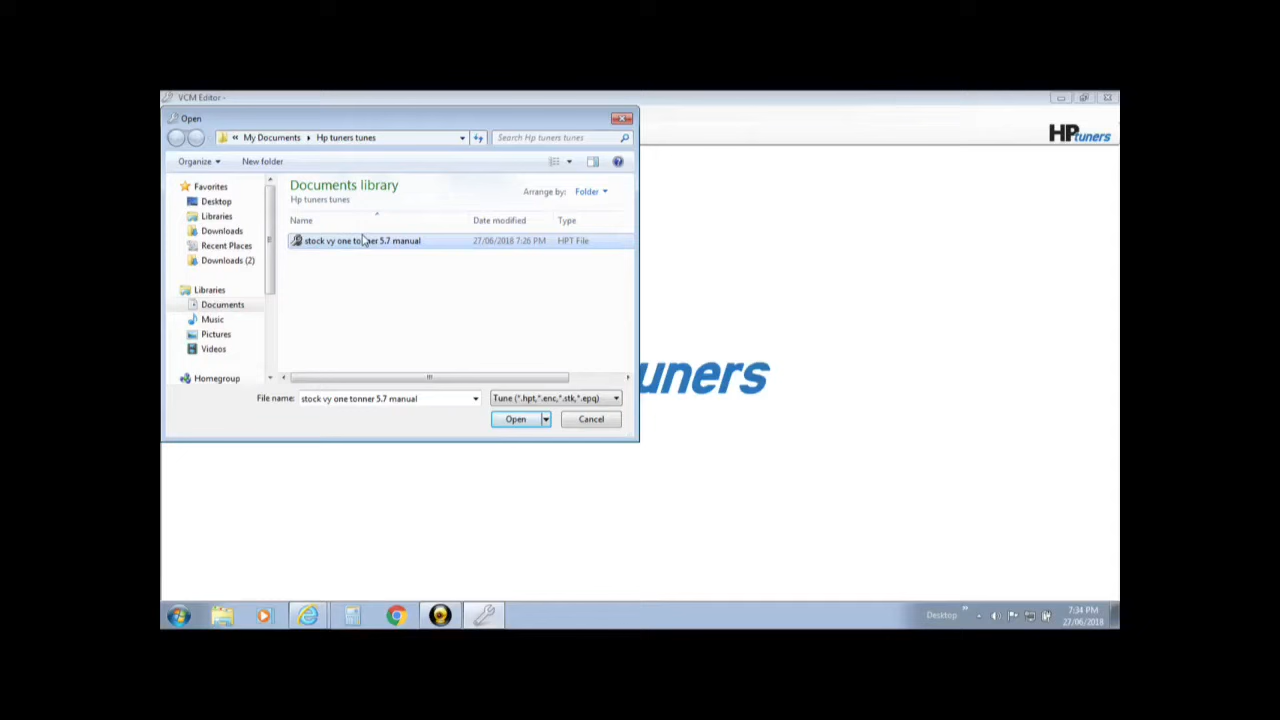 VCM Editor -
Open
« My Documents ▸ Hp tuners tunes
Search Hp tuners tunes
Organize
New folder
HPtuners
Favorites
Desktop
Libraries
Downloads
Recent Places
Downloads (2)
Libraries
Documents
Music
Pictures
Videos
Homegroup
Documents library
Hp tuners tunes
Arrange by: Folder
Name Date modified Type
stock vy one tonner 5.7 manual 27/06/2018 7:26 PM HPT File
File name: stock vy one tonner 5.7 manual
Tune (*.hpt,*.enc,*.stk,*.epq)
Open
Cancel
uners
Desktop
7:34 PM
27/06/2018